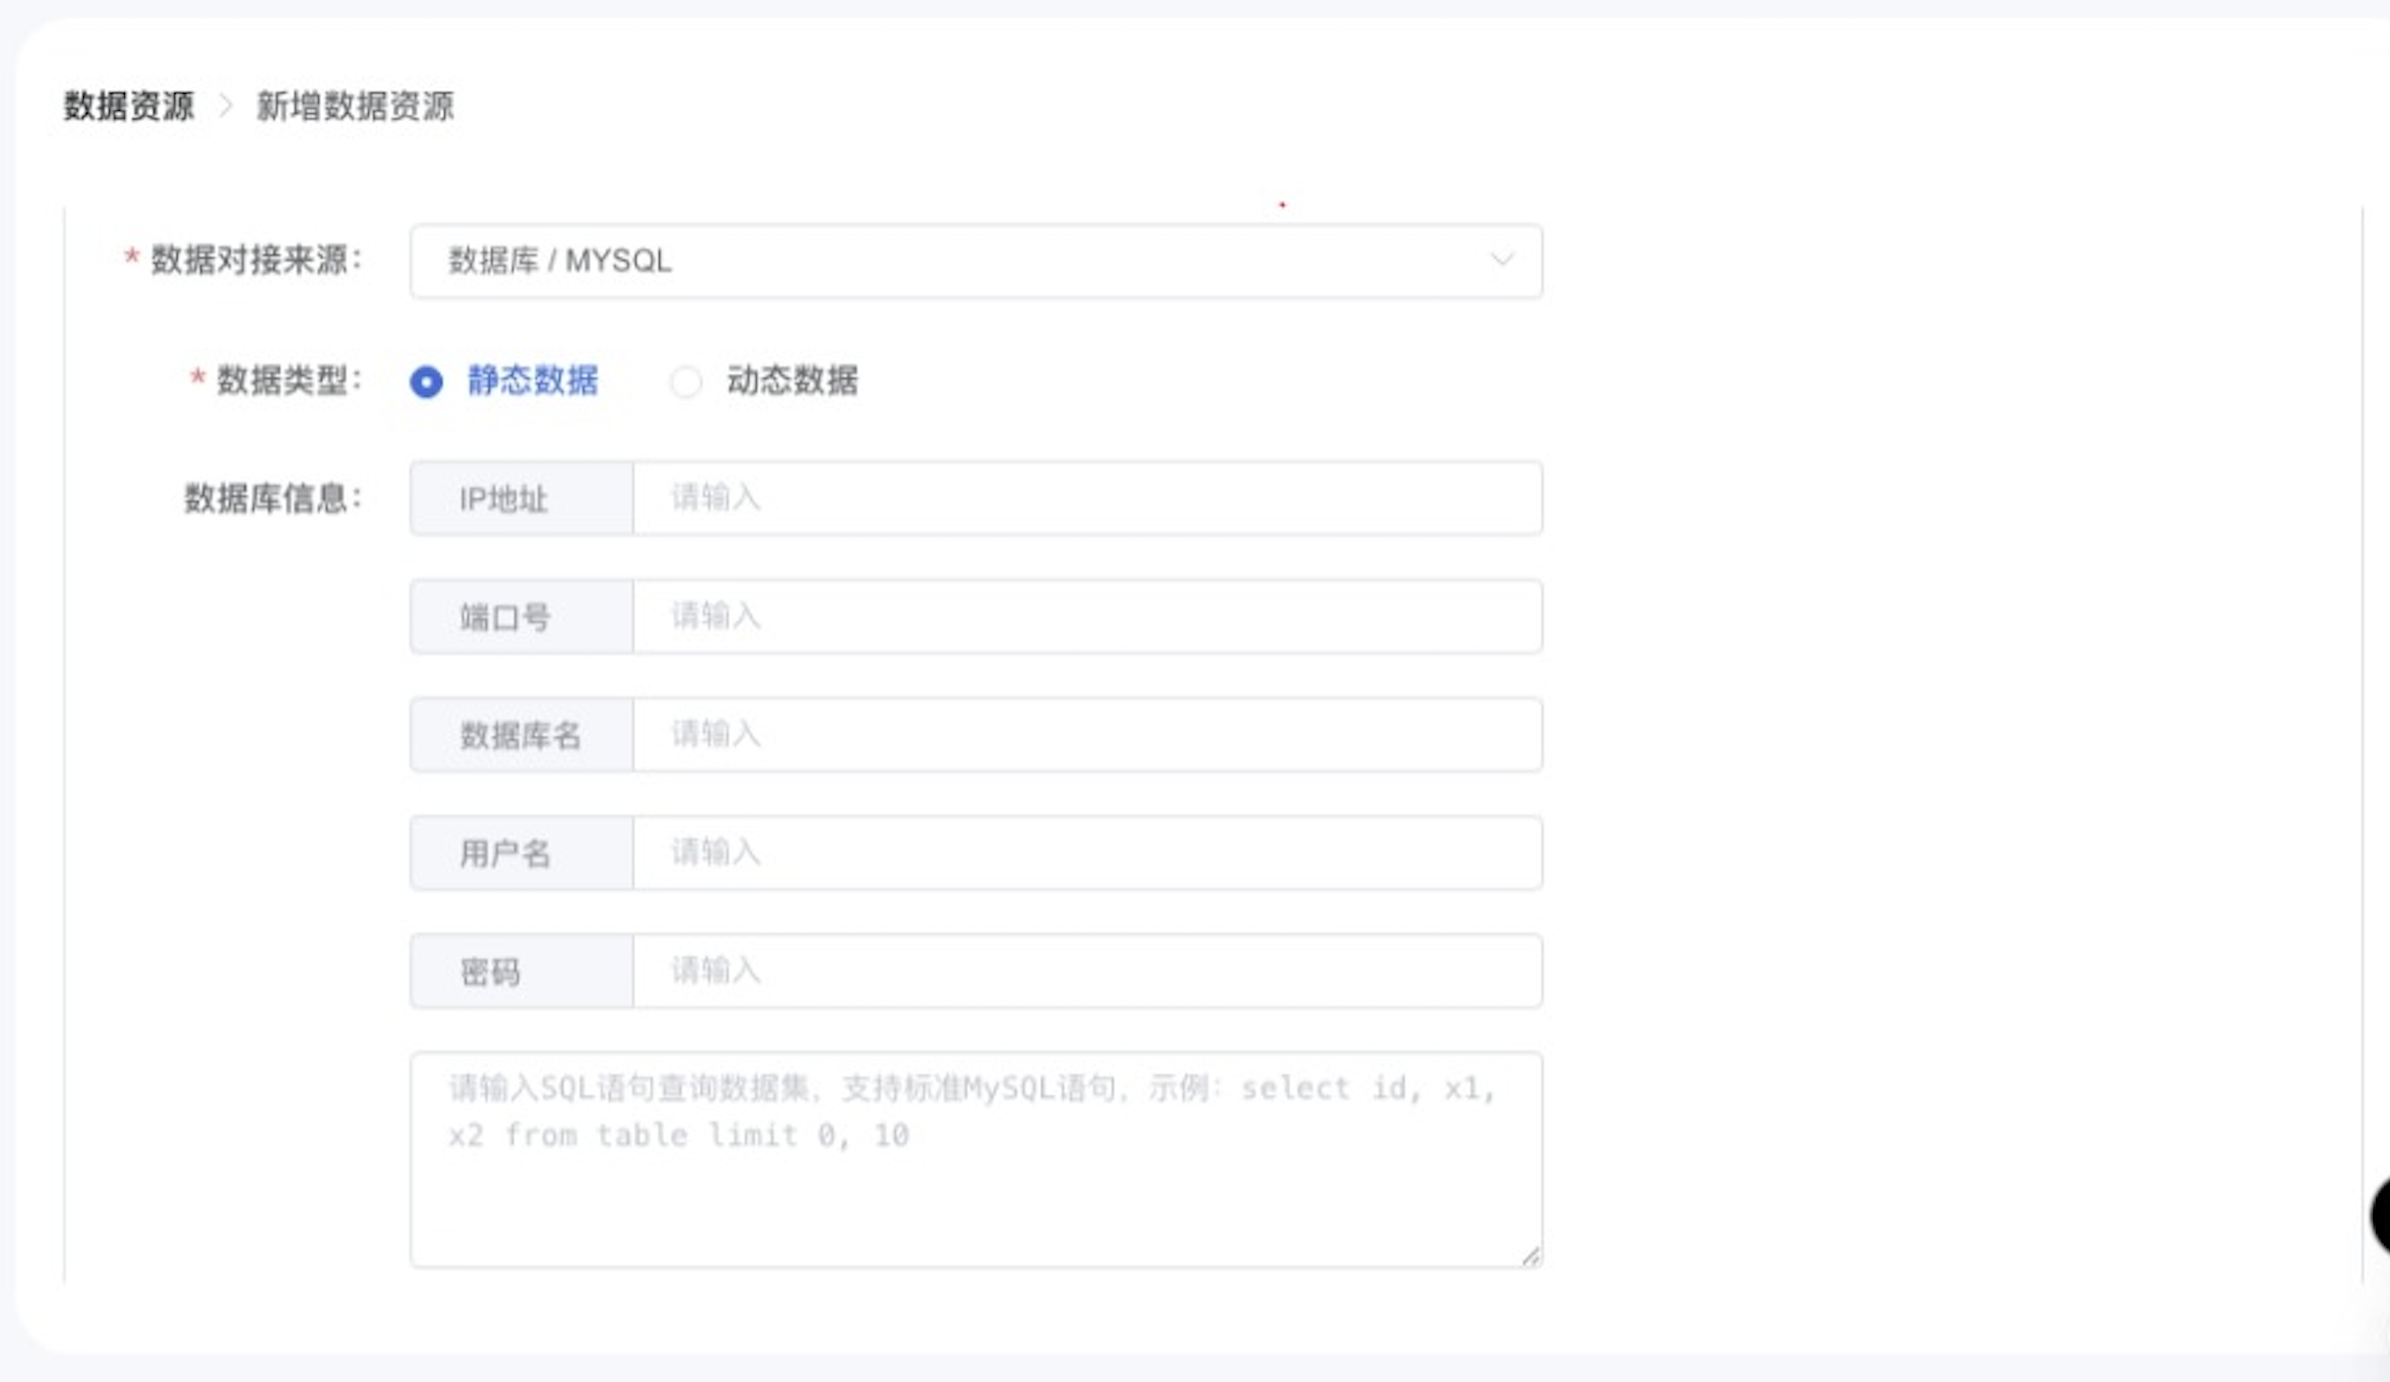 数据资源 > 新增数据资源
* 数据对接来源: 数据库 / MYSQL
* 数据类型: 静态数据 动态数据
数据库信息: IP地址 请输入
端口号 请输入
数据库名 请输入
用户名 请输入
密码 请输入
请输入SQL语句查询数据集，支持标准MySQL语句，示例: select id, x1,
x2 from table limit 0, 10